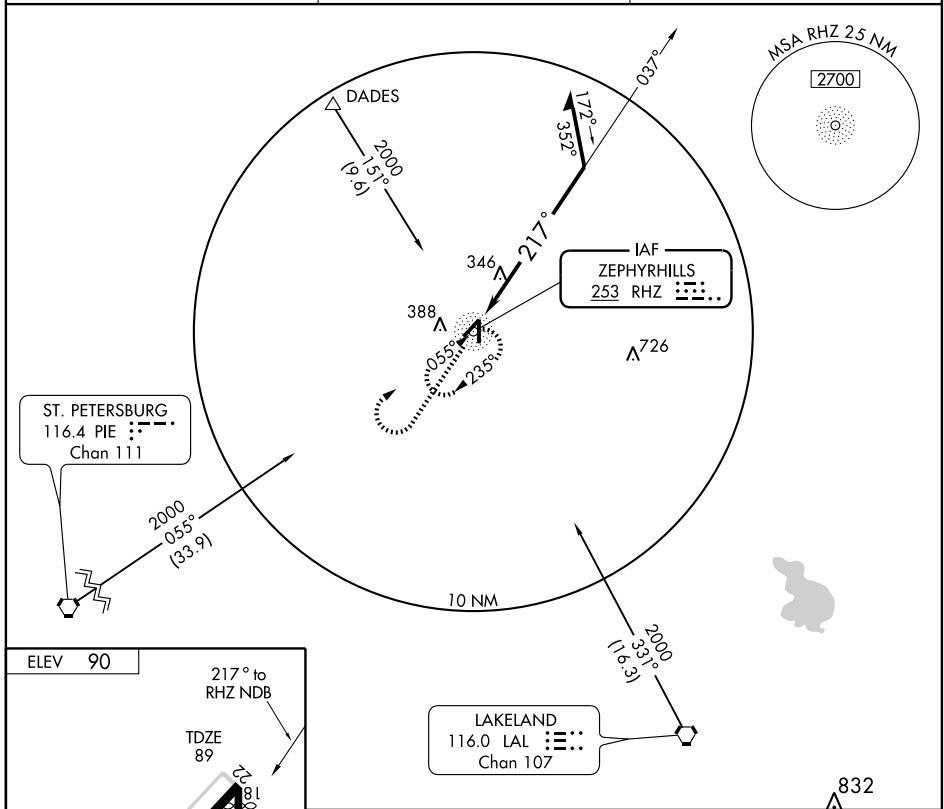 MSA RHZ 25 NM
2700
DADES
2000
151°
(9.6)
037°
172°
352°
217°
346
IAF
ZEPHYRHILLS
253 RHZ
388
726
055°
235°
ST. PETERSBURG
116.4 PIE
Chan 111
2000
055°
(33.9)
10 NM
2000
331°
(16.3)
LAKELAND
116.0 LAL
Chan 107
832
ELEV 90
217° to
RHZ NDB
TDZE
89
22
18